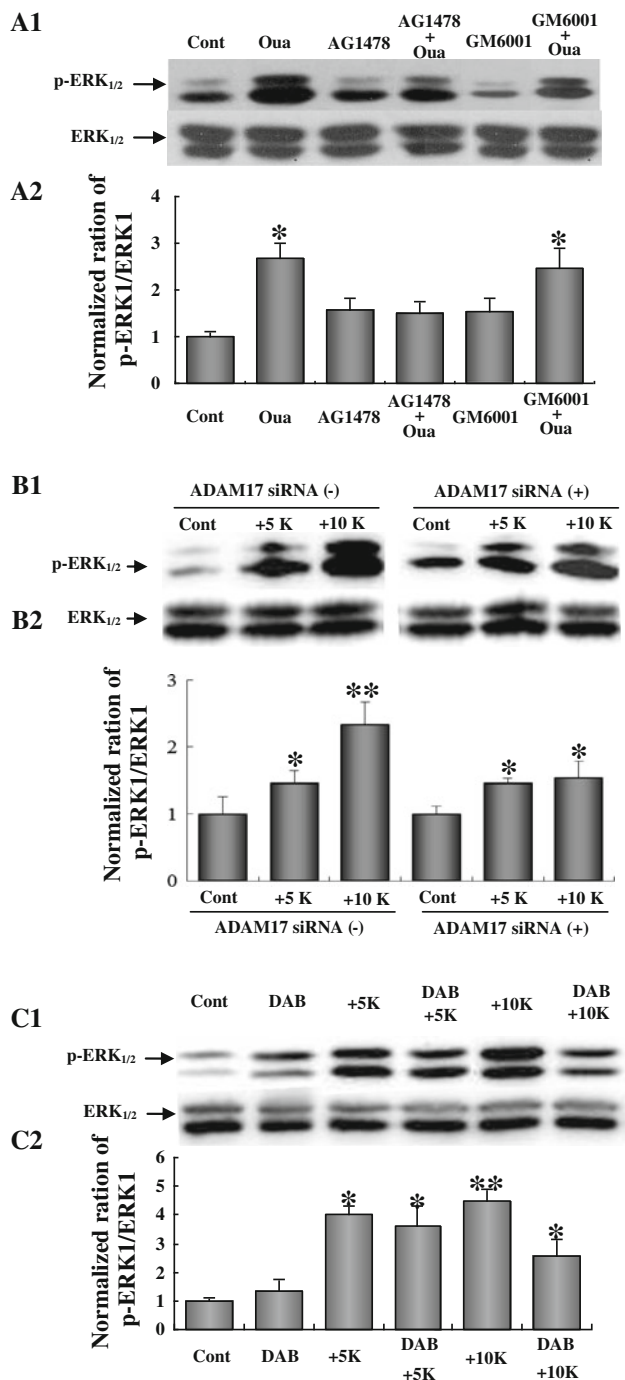 A1
Cont Oua AG1478 AG1478 + Oua GM6001 GM6001 + Oua
p-ERK1/2
ERK1/2
A2
Normalized ration of p-ERK1/ERK1
4
3
2
1
0
*
*
Cont Oua AG1478 AG1478 + Oua GM6001 GM6001 + Oua
B1
ADAM17 siRNA (-) ADAM17 siRNA (+)
Cont +5 K +10 K Cont +5 K +10 K
p-ERK1/2
ERK1/2
B2
Normalized ration of p-ERK1/ERK1
3
2
1
0
*
**
*
*
Cont +5 K +10 K Cont +5 K +10 K
ADAM17 siRNA (-) ADAM17 siRNA (+)
C1
Cont DAB +5K DAB +5K +10K DAB +10K
p-ERK1/2
ERK1/2
C2
Normalized ration of p-ERK1/ERK1
6
5
4
3
2
1
0
*
*
**
*
Cont DAB +5K DAB +5K +10K DAB +10K